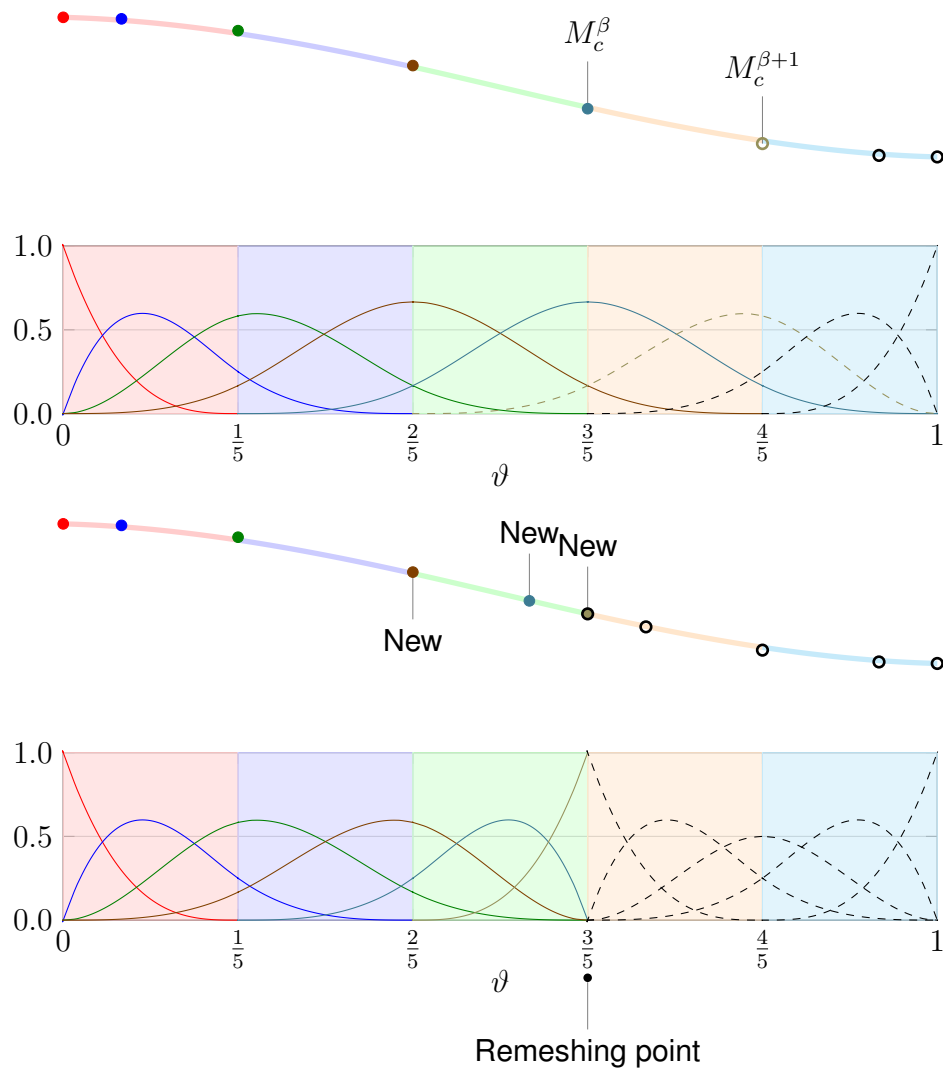 M_c^β
M_c^{β+1}
1.0
0.5
0.0
0 1/5 2/5 3/5 4/5 1
ϑ
New New
New
1.0
0.5
0.0
0 1/5 2/5 3/5 4/5 1
ϑ
Remeshing point